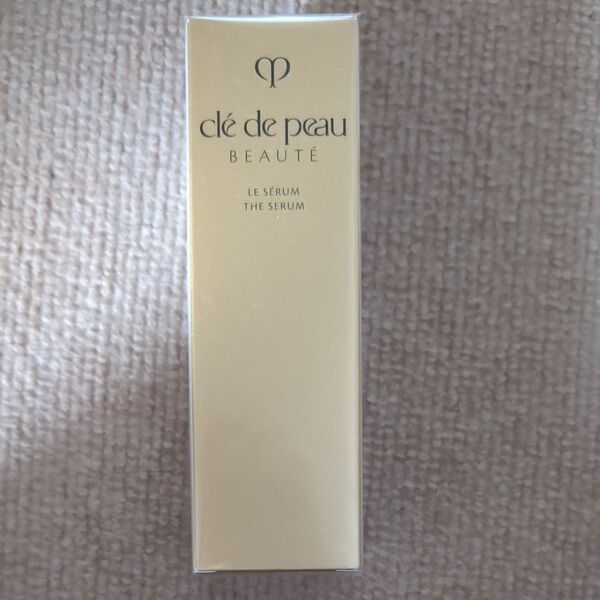 clé de peau
BEAUTÉ
LE SÉRUM
THE SERUM